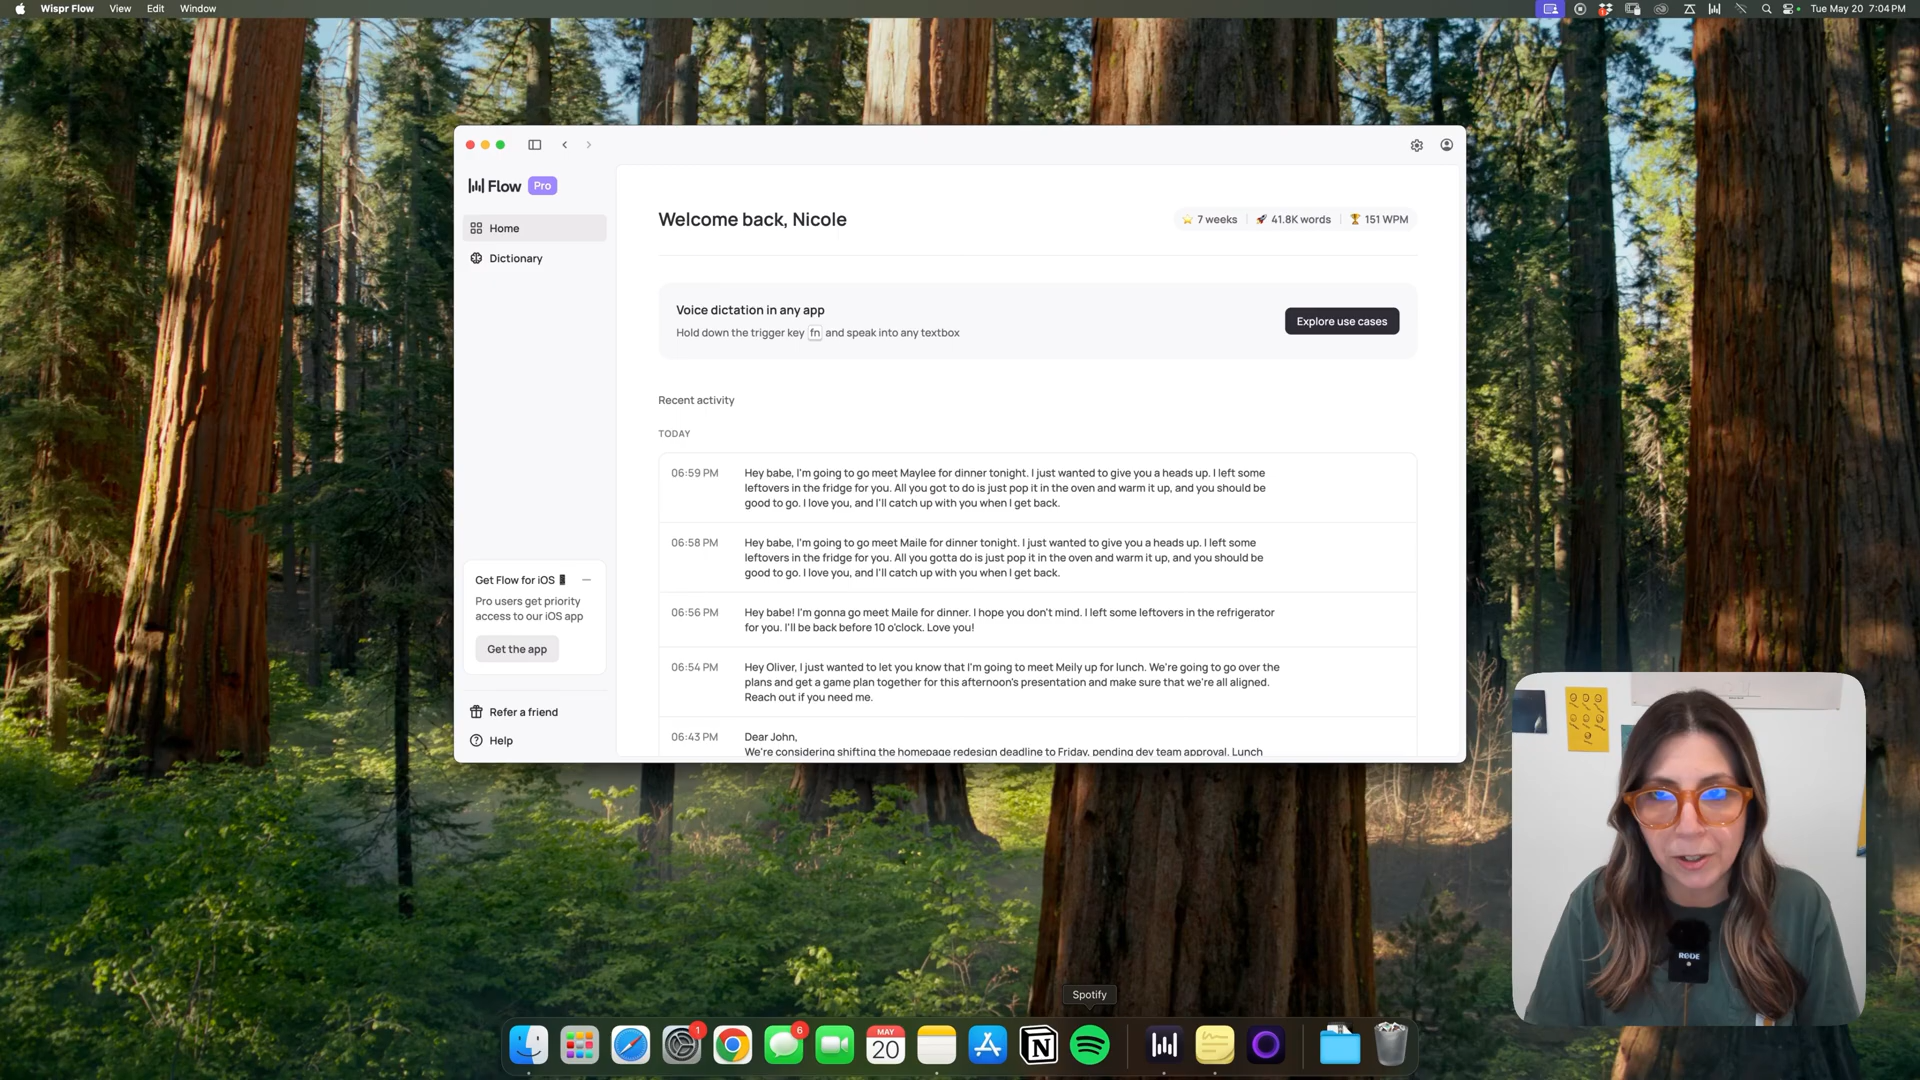 Wispr Flow View Edit Window
Tue May 20 7:04 PM
Flow Pro
Home
Dictionary
Get Flow for iOS
Pro users get priority
access to our iOS app
Get the app
Refer a friend
Help
Welcome back, Nicole
7 weeks 41.8K words 151 WPM
Voice dictation in any app
Hold down the trigger key fn and speak into any textbox
Explore use cases
Recent activity
TODAY
06:59 PM
Hey babe, I'm going to go meet Maylee for dinner tonight. I just wanted to give you a heads up. I left some
leftovers in the fridge for you. All you got to do is just pop it in the oven and warm it up, and you should be
good to go. I love you, and I'll catch up with you when I get back.
06:58 PM
Hey babe, I'm going to go meet Maile for dinner tonight. I just wanted to give you a heads up. I left some
leftovers in the fridge for you. All you gotta do is just pop it in the oven and warm it up, and you should be
good to go. I love you, and I'll catch up with you when I get back.
06:56 PM
Hey babe! I'm gonna go meet Maile for dinner. I hope you don't mind. I left some leftovers in the refrigerator
for you. I'll be back before 10 o'clock. Love you!
06:54 PM
Hey Oliver, I just wanted to let you know that I'm going to meet Meily up for lunch. We're going to go over the
plans and get a game plan together for this afternoon's presentation and make sure that we're all aligned.
Reach out if you need me.
06:43 PM
Dear John,
We're considering shifting the homepage redesign deadline to Friday, pending dev team approval. Lunch
RØDE
Spotify
1
6
MAY
20